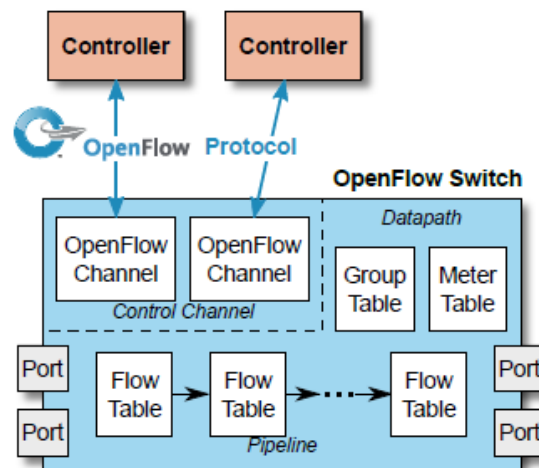 Controller
Controller
OpenFlow Protocol
OpenFlow Switch
OpenFlow
Channel
OpenFlow
Channel
Control Channel
Datapath
Group
Table
Meter
Table
Port
Port
Flow
Table
Flow
Table
Flow
Table
Pipeline
Port
Port